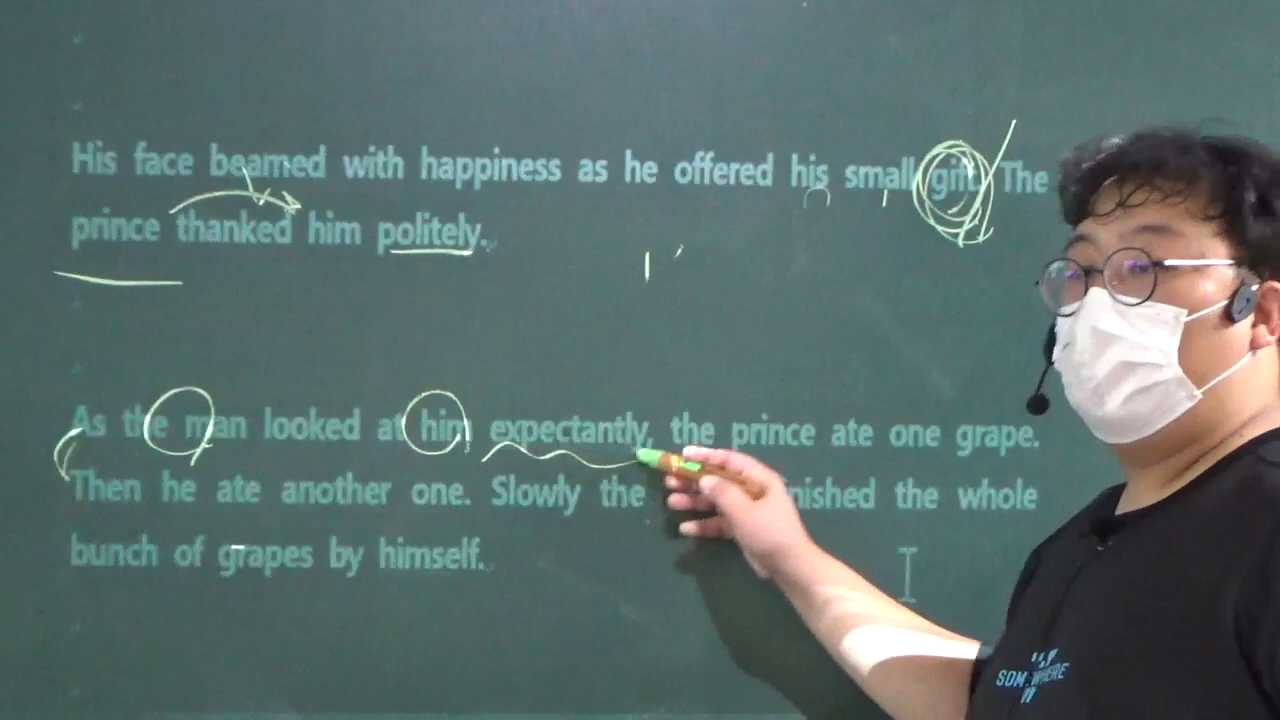 His face beamed with happiness as he offered his small gift. The
prince thanked him politely.
As the man looked at him expectantly, the prince ate one grape.
Then he ate another one. Slowly the finished the whole
bunch of grapes by himself.
SOMEWHERE